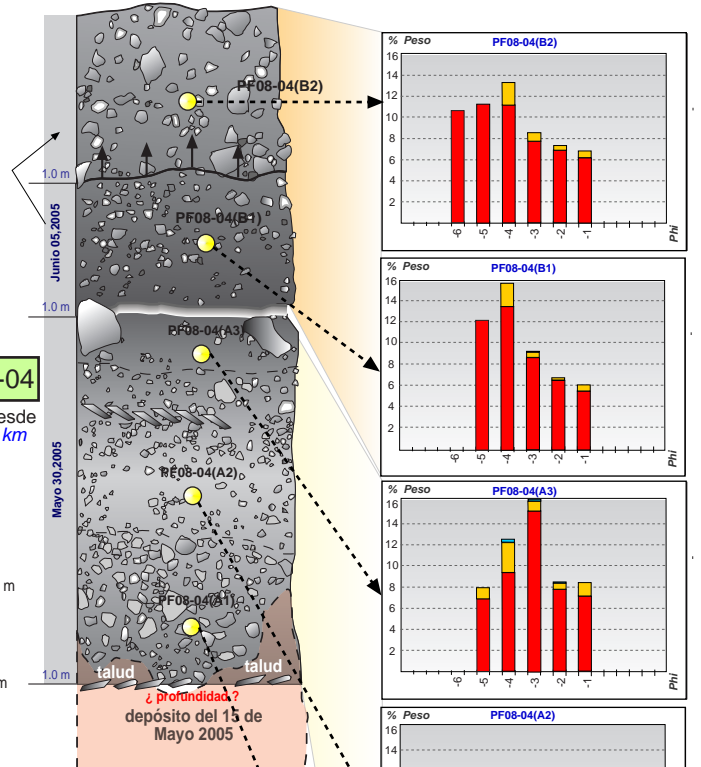 PF08-04(B2)
1.0 m
Junio 05,2005
PF08-04(B1)
1.0 m
PF08-04(A3)
-04
esde
km
Mayo 30,2005
PF08-04(A2)
m
PF08-04(A1)
talud
talud
1.0 m
m
¿ profundidad ?
depósito del 15 de
Mayo 2005
% Peso
PF08-04(B2)
16
14
12
10
8
6
4
2
-6 -5 -4 -3 -2 -1
Phi
% Peso
PF08-04(B1)
16
14
12
10
8
6
4
2
-6 -5 -4 -3 -2 -1
Phi
% Peso
PF08-04(A3)
16
14
12
10
8
6
4
2
-6 -5 -4 -3 -2 -1
Phi
% Peso
PF08-04(A2)
16
14